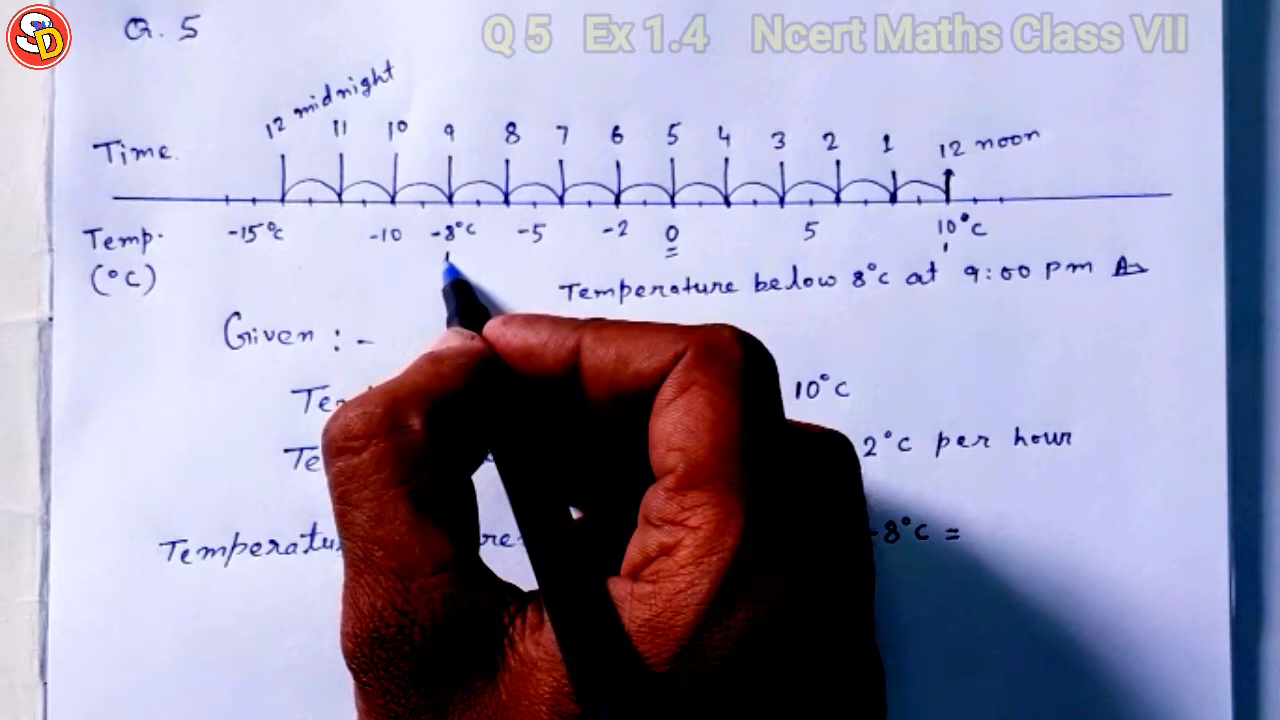 SD
Q. 5
Q 5 Ex 1.4 Ncert Maths Class VII
12 midnight 11 10 9 8 7 6 5 4 3 2 1 12 noon
Time.
Temp. (°C) -15°C -10 -8°C -5 -2 0 5 10°C
Temperature below 8°C at 9:00 Pm
Given :-
10°C
2°C per hour
-8°C =